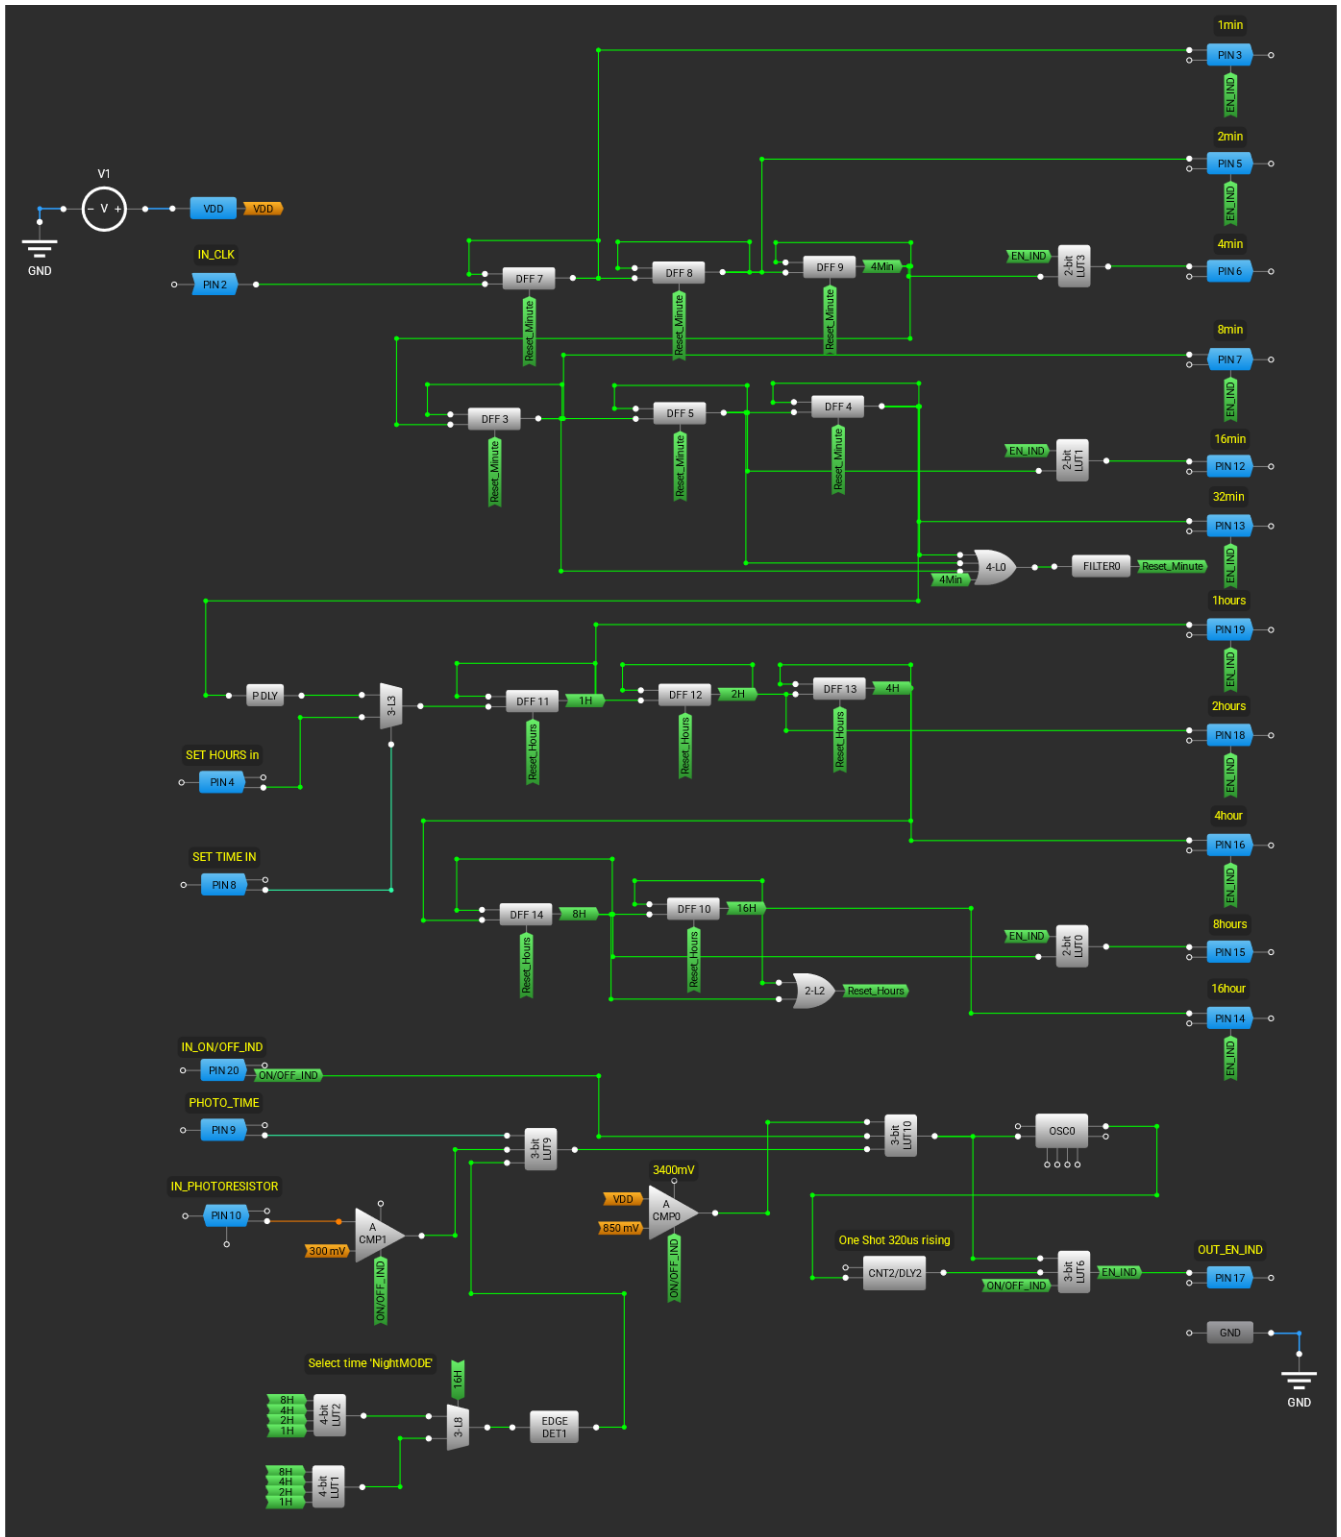 1min
PIN 3
EN_IND
2min
PIN 5
EN_IND
V1
− V +
VDD
VDD
GND
IN_CLK
PIN 2
DFF 7
Reset_Minute
DFF 8
Reset_Minute
DFF 9
4Min
Reset_Minute
EN_IND
2-bit
LUT3
4min
PIN 6
8min
PIN 7
EN_IND
DFF 3
Reset_Minute
DFF 5
Reset_Minute
DFF 4
Reset_Minute
EN_IND
2-bit
LUT1
16min
PIN 12
32min
PIN 13
EN_IND
4Min
4-L0
FILTER0
Reset_Minute
1hours
PIN 19
EN_IND
P DLY
3-L3
DFF 11
1H
Reset_Hours
DFF 12
2H
Reset_Hours
DFF 13
4H
Reset_Hours
2hours
PIN 18
EN_IND
SET HOURS in
PIN 4
4hour
PIN 16
EN_IND
SET TIME IN
PIN 8
DFF 14
8H
Reset_Hours
DFF 10
16H
Reset_Hours
EN_IND
2-bit
LUT0
8hours
PIN 15
2-L2
Reset_Hours
16hour
PIN 14
EN_IND
IN_ON/OFF_IND
PIN 20
ON/OFF_IND
PHOTO_TIME
PIN 9
3-bit
LUT9
3-bit
LUT10
OSC0
IN_PHOTORESISTOR
PIN 10
300 mV
A
CMP1
ON/OFF_IND
3400mV
VDD
850 mV
A
CMP0
ON/OFF_IND
One Shot 320us rising
CNT2/DLY2
ON/OFF_IND
3-bit
LUT6
EN_IND
OUT_EN_IND
PIN 17
GND
GND
Select time 'NightMODE'
16H
8H
4H
2H
1H
4-bit
LUT2
3-L8
EDGE
DET1
8H
4H
2H
1H
4-bit
LUT1